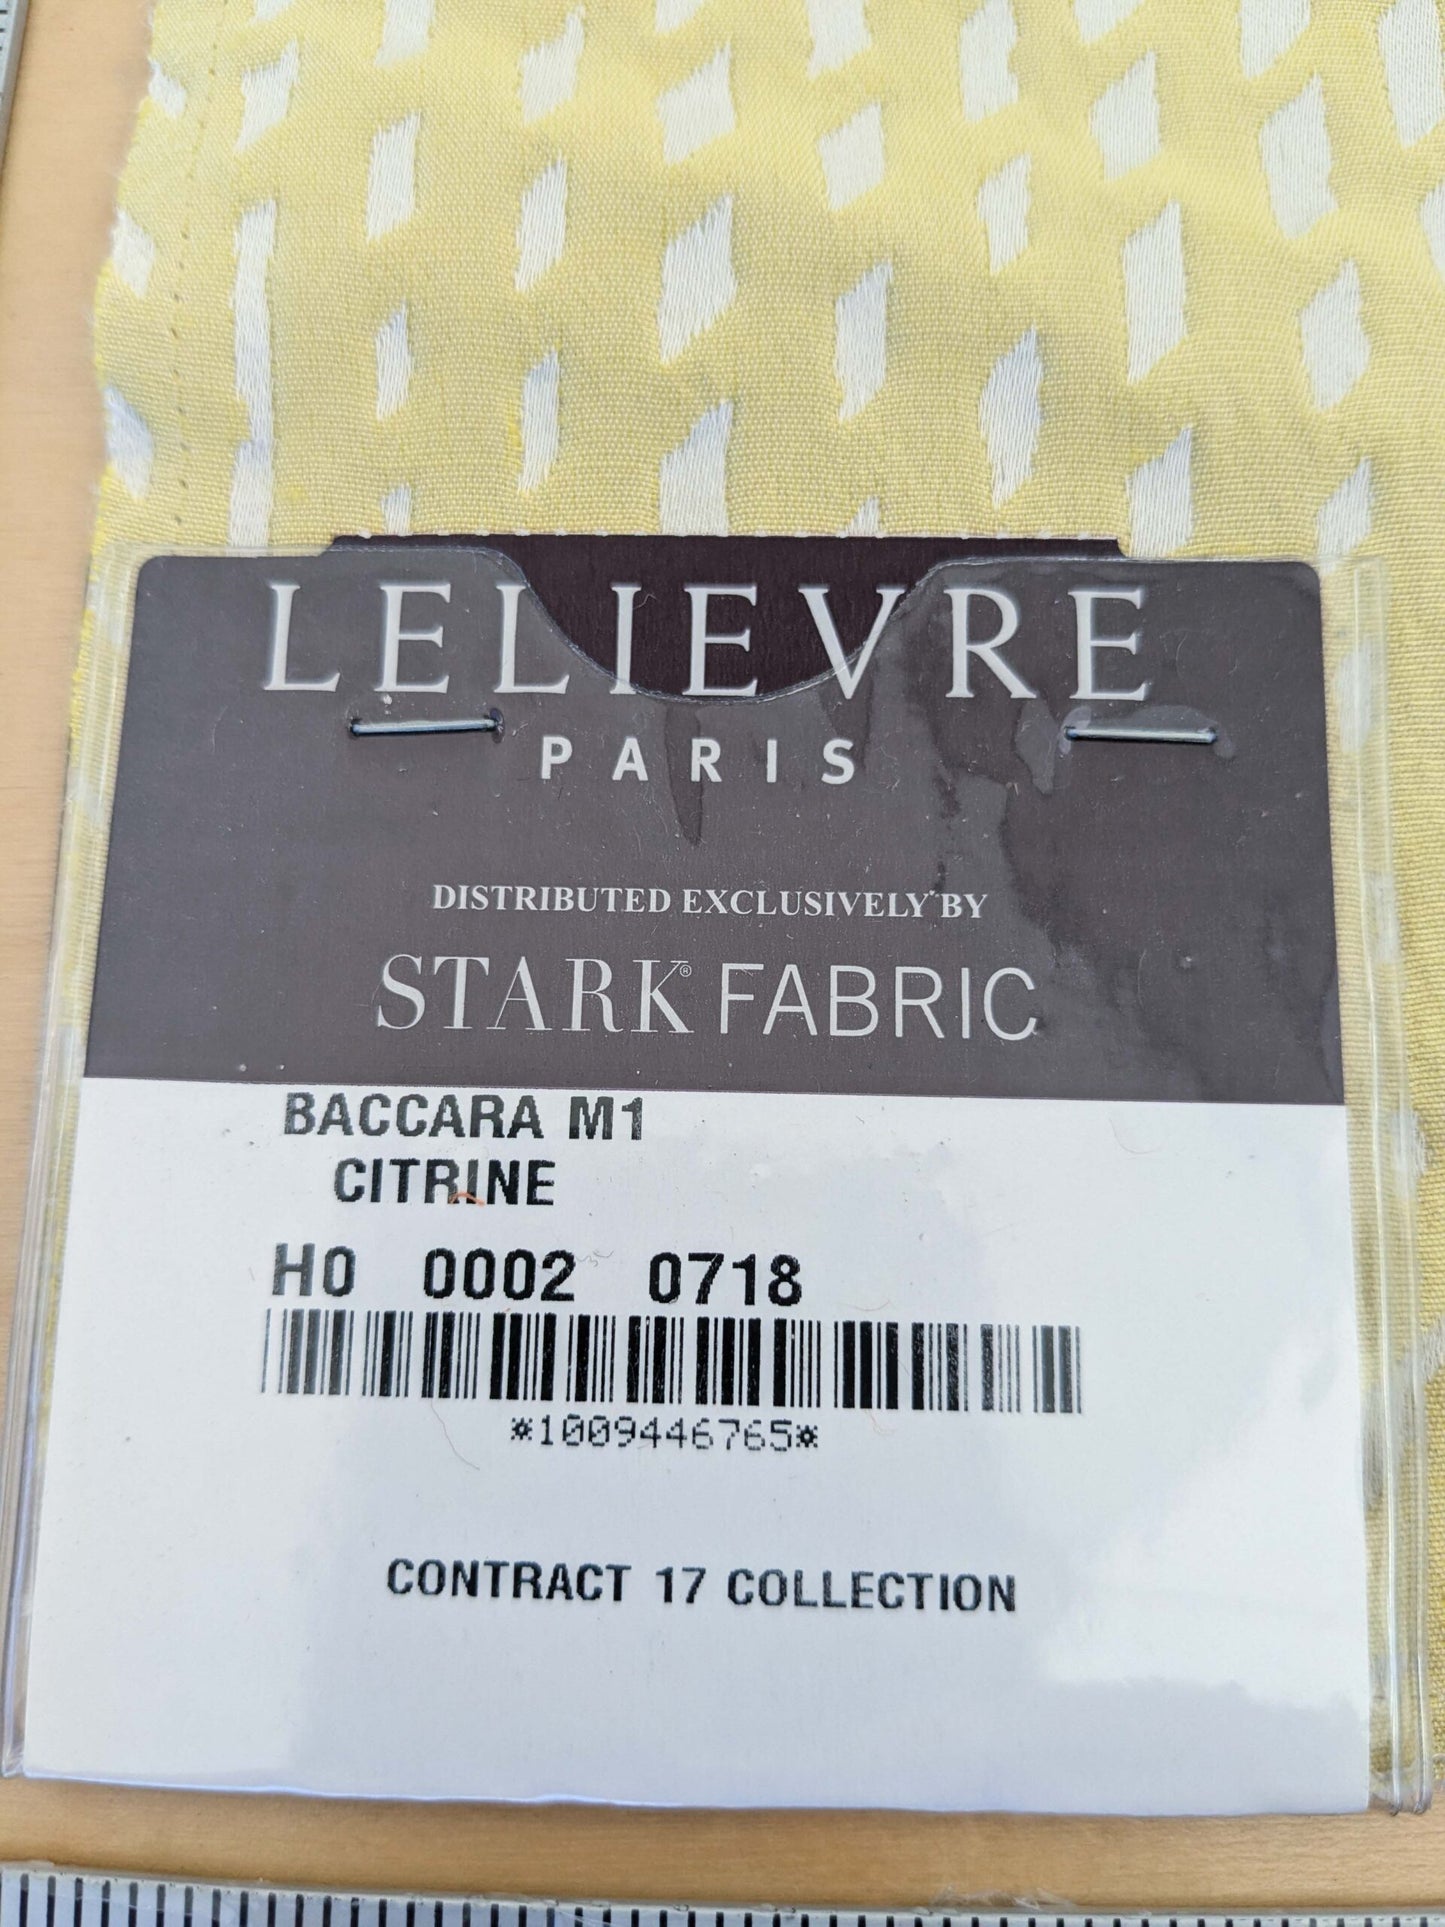 LELIEVRE
PARIS
DISTRIBUTED EXCLUSIVELY BY
STARK® FABRIC
BACCARA M1
CITRINE
H0 0002 0718
*1009446765*
CONTRACT 17 COLLECTION